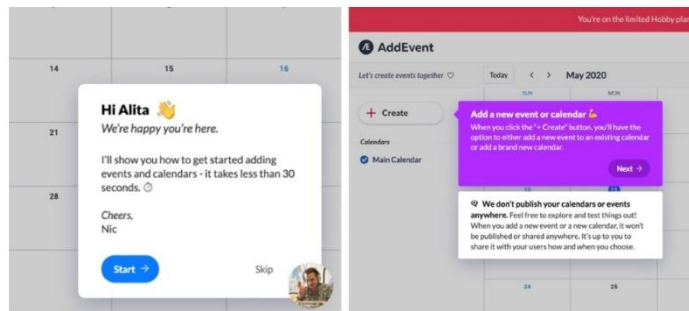 14 15 16
21
28
Hi Alita 👋
We're happy you're here.
I'll show you how to get started adding
events and calendars - it takes less than 30
seconds. ⏱
Cheers,
Nic
Start →
Skip
You're on the limited Hobby plan
AddEvent
Let's create events together ♡
Today < > May 2020
SUN MON
+ Create
Calendars
Main Calendar
Add a new event or calendar 💪
When you click the "+ Create" button, you'll have the
option to either add a new event to an existing calendar
or add a brand new calendar.
Next →
We don't publish your calendars or events
anywhere. Feel free to explore and test things out!
When you add a new event or a new calendar, it won't
be published or shared anywhere. It's up to you to
share it with your users how and when you choose.
24 25